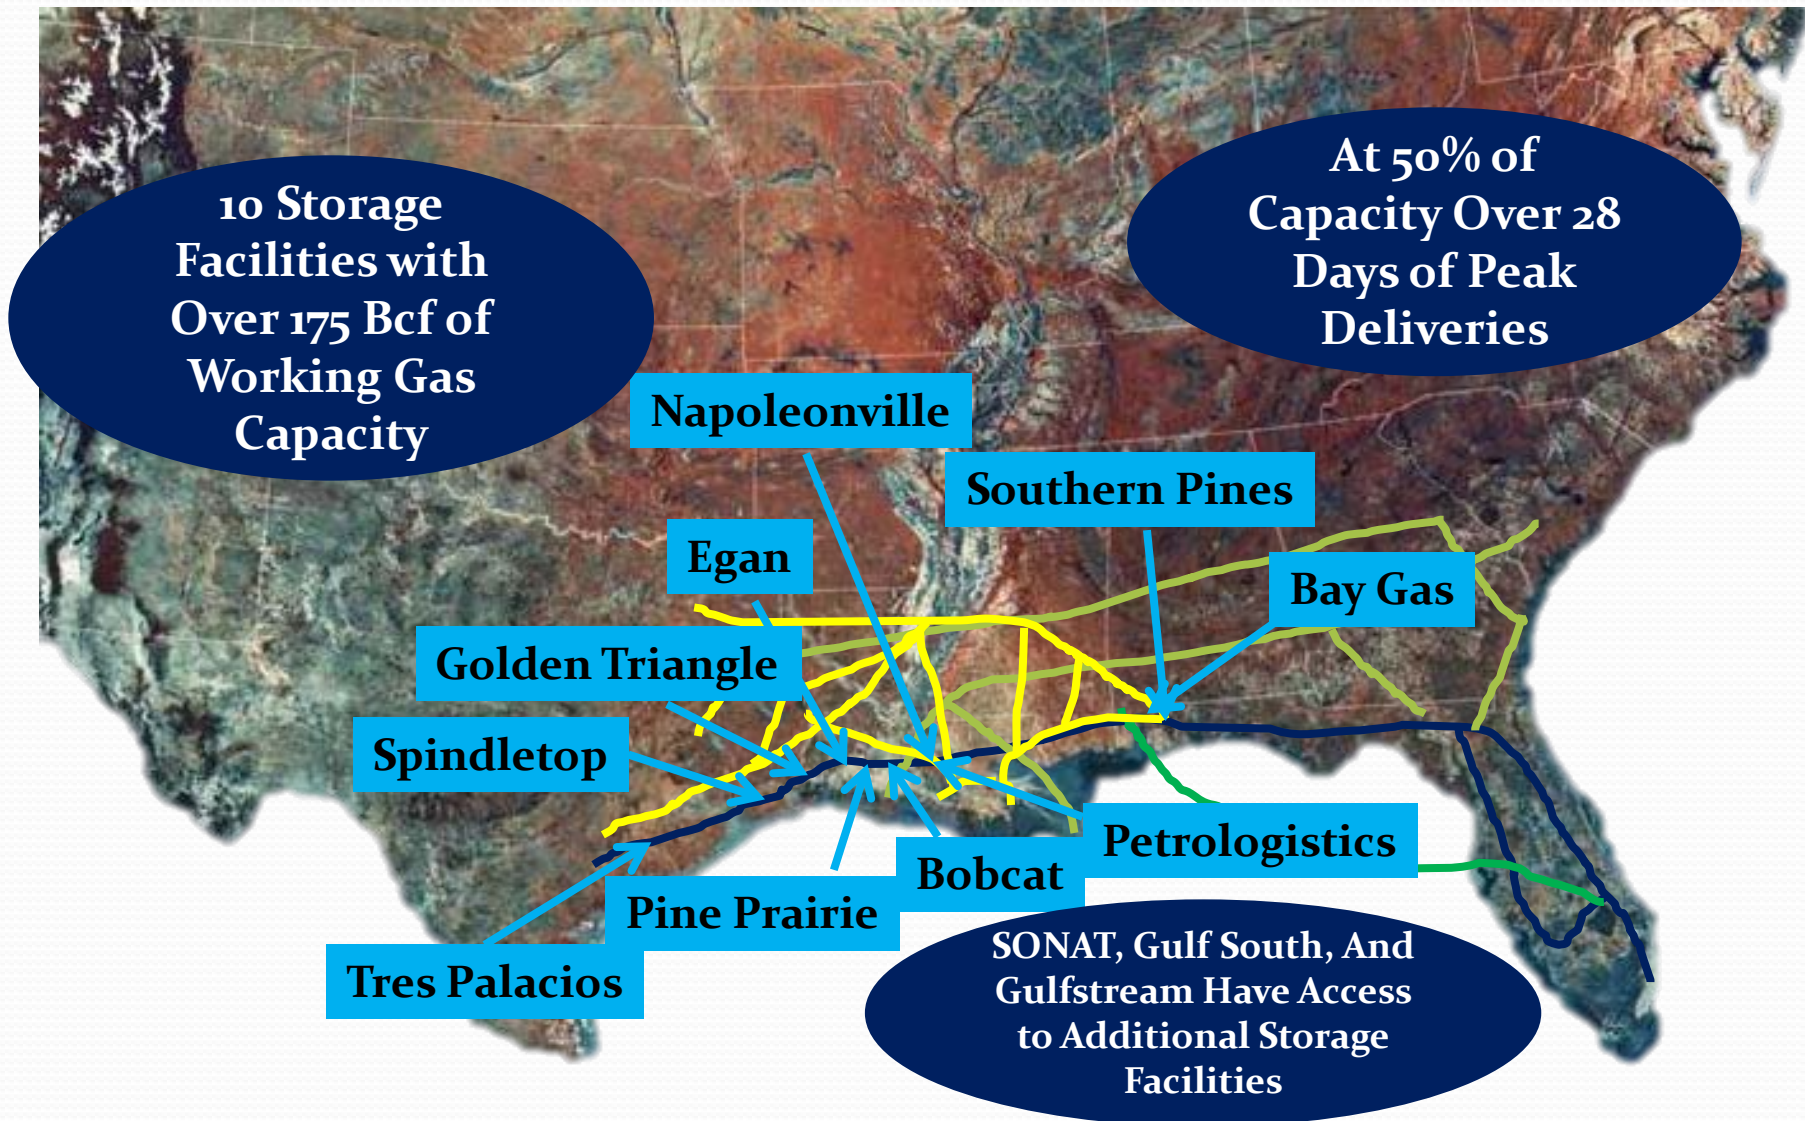 10 Storage
Facilities with
Over 175 Bcf of
Working Gas
Capacity
At 50% of
Capacity Over 28
Days of Peak
Deliveries
Napoleonville
Southern Pines
Egan
Bay Gas
Golden Triangle
Spindletop
Petrologistics
Bobcat
Pine Prairie
Tres Palacios
SONAT, Gulf South, And
Gulfstream Have Access
to Additional Storage
Facilities